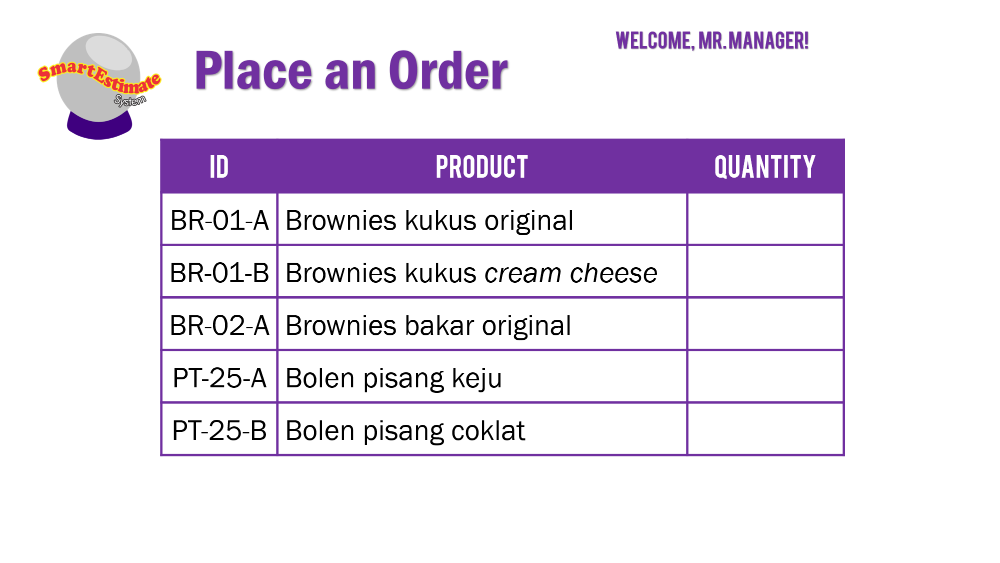 SmartEstimate
System
Place an Order
WELCOME, MR. MANAGER!
ID PRODUCT QUANTITY
BR-01-A Brownies kukus original
BR-01-B Brownies kukus cream cheese
BR-02-A Brownies bakar original
PT-25-A Bolen pisang keju
PT-25-B Bolen pisang coklat